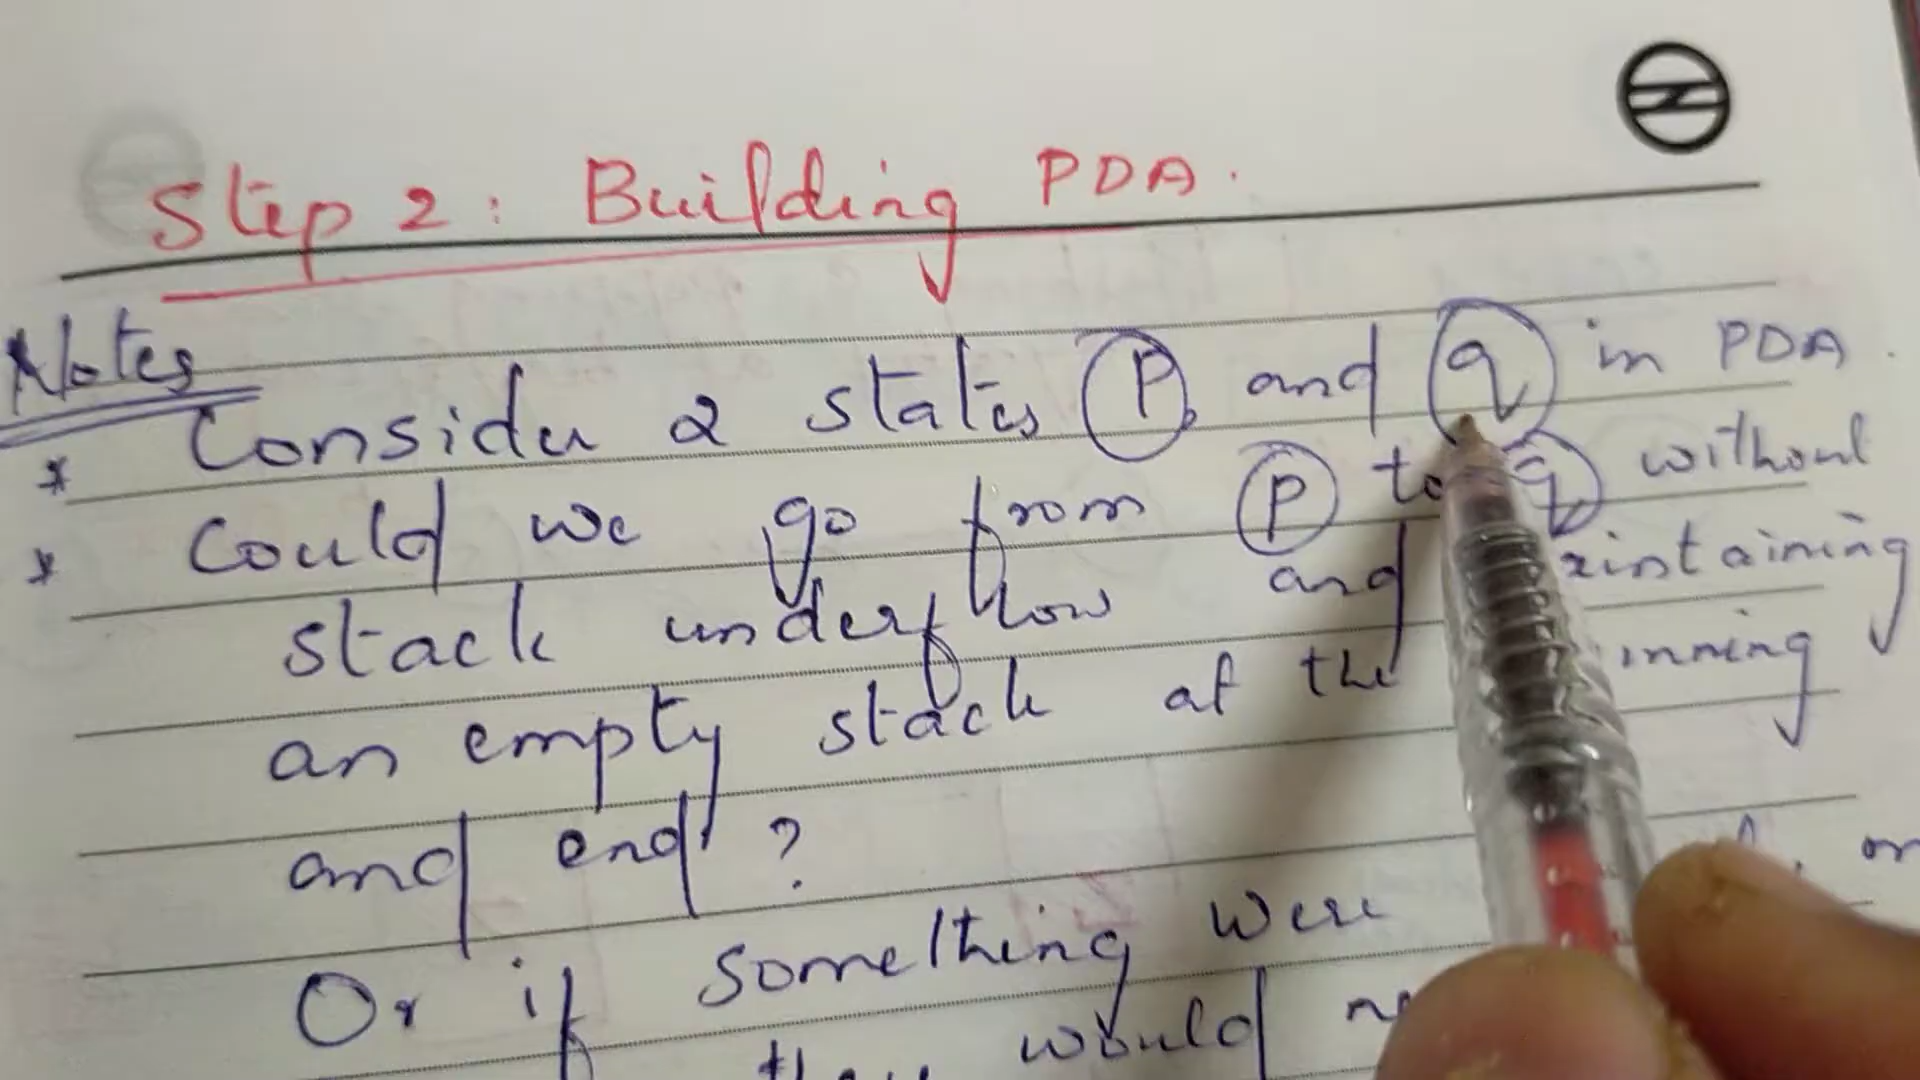 Step 2: Building PDA.
Notes
* Consider 2 states P, and q in PDA.
* Could we go from P to q without
stack underflow and maintaining
an empty stack at the
and end?
Or if something were
they would